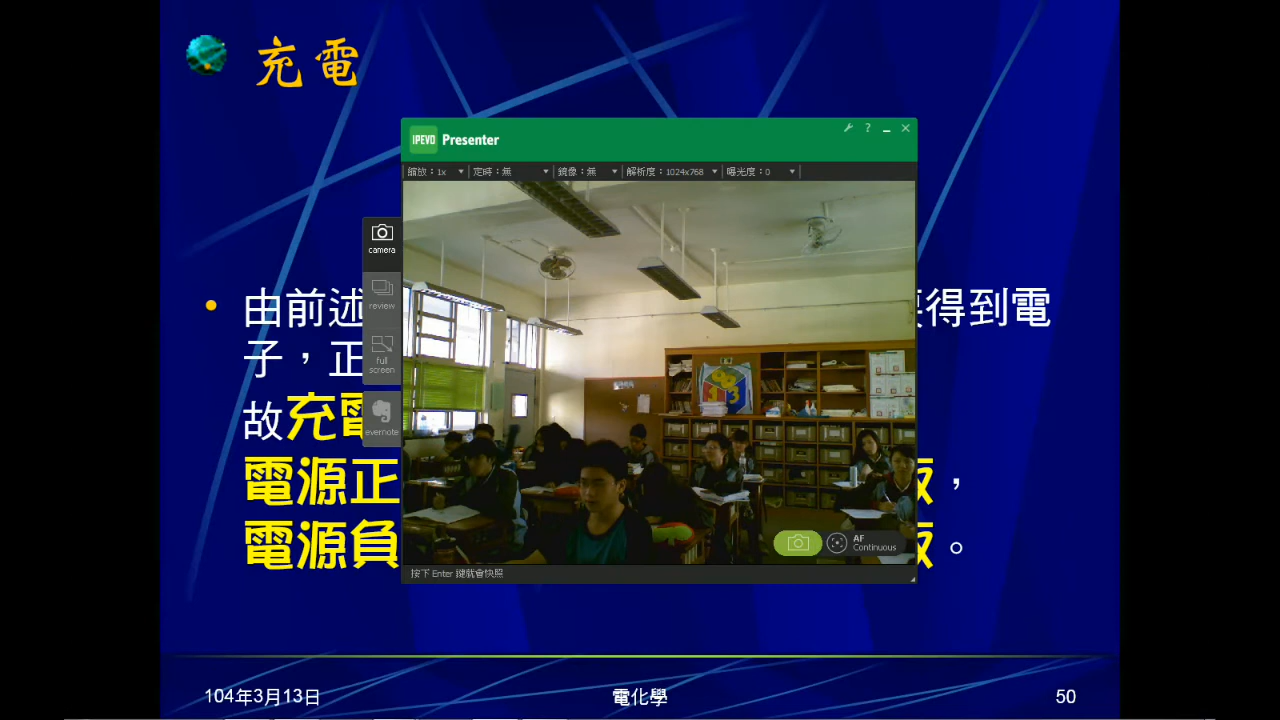 充電
IPEVO Presenter
縮放：1x 定時：無 鏡像：無 解析度：1024x768 曝光度：0
camera
review
full
screen
evernote
由前述
得到電
子，正
故充電
電源正
，
電源負
。
AF
Continuous
按下 Enter 鍵就會快照
104年3月13日
電化學
50